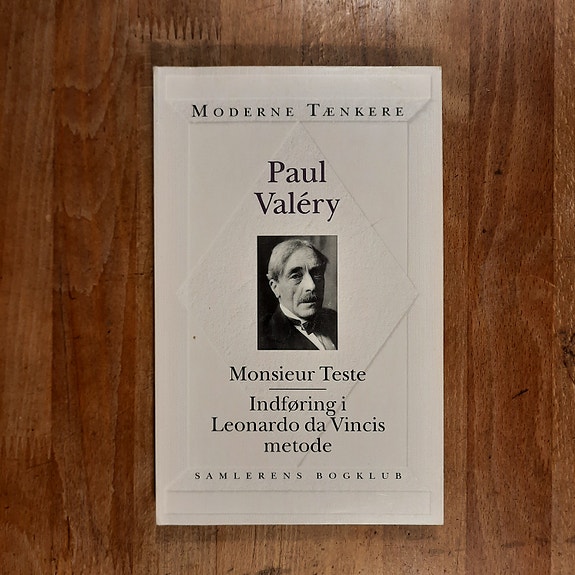 MODERNE TÆNKERE
Paul
Valéry
Monsieur Teste
Indføring i
Leonardo da Vincis
metode
SAMLERENS BOGKLUB